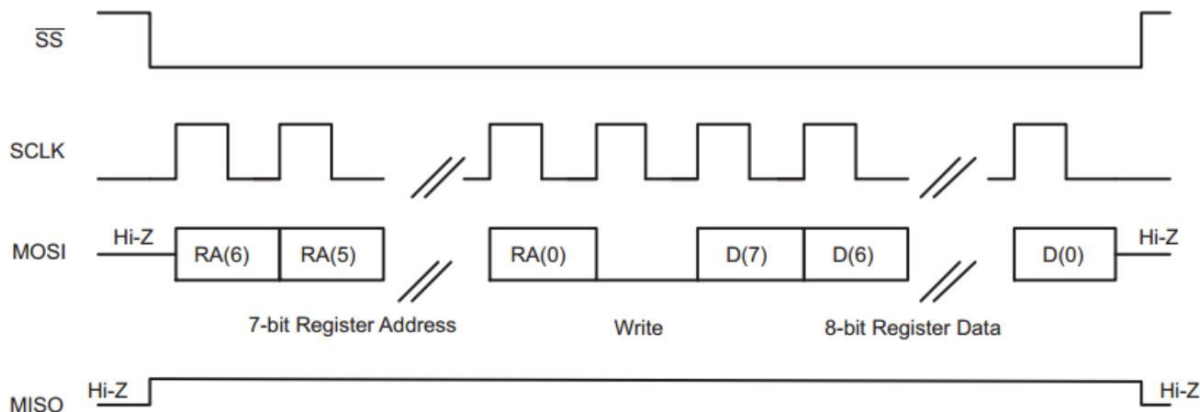 SS
SCLK
MOSI Hi-Z RA(6) RA(5) RA(0) D(7) D(6) D(0) Hi-Z
7-bit Register Address Write 8-bit Register Data
MISO Hi-Z Hi-Z